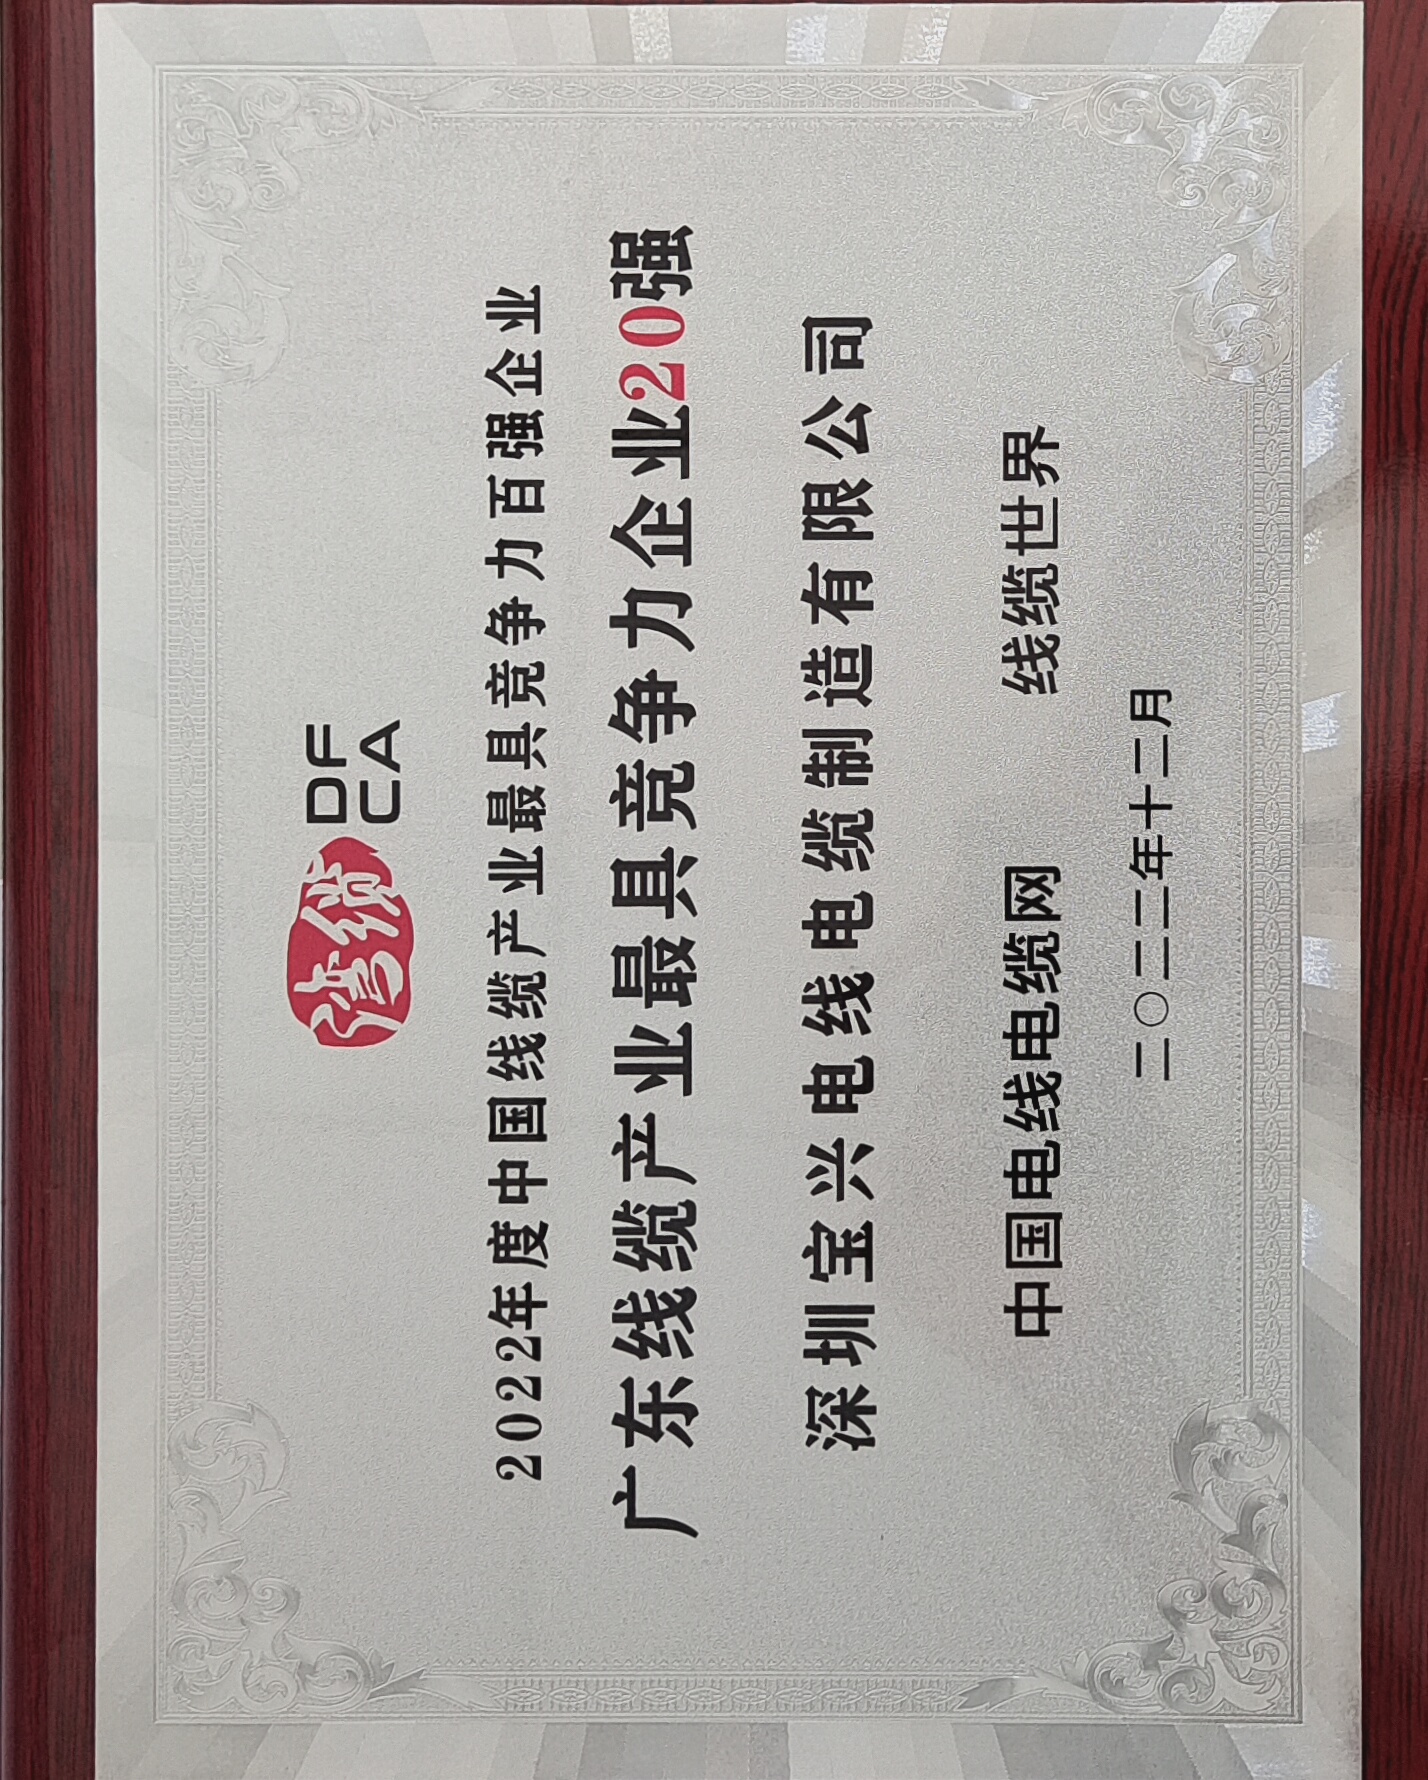 DF
CA
2022年度中国线缆产业最具竞争力百强企业
广东线缆产业最具竞争力企业20强
深圳宝兴电线电缆制造有限公司
中国电线电缆网 线缆世界
二〇二二年十二月